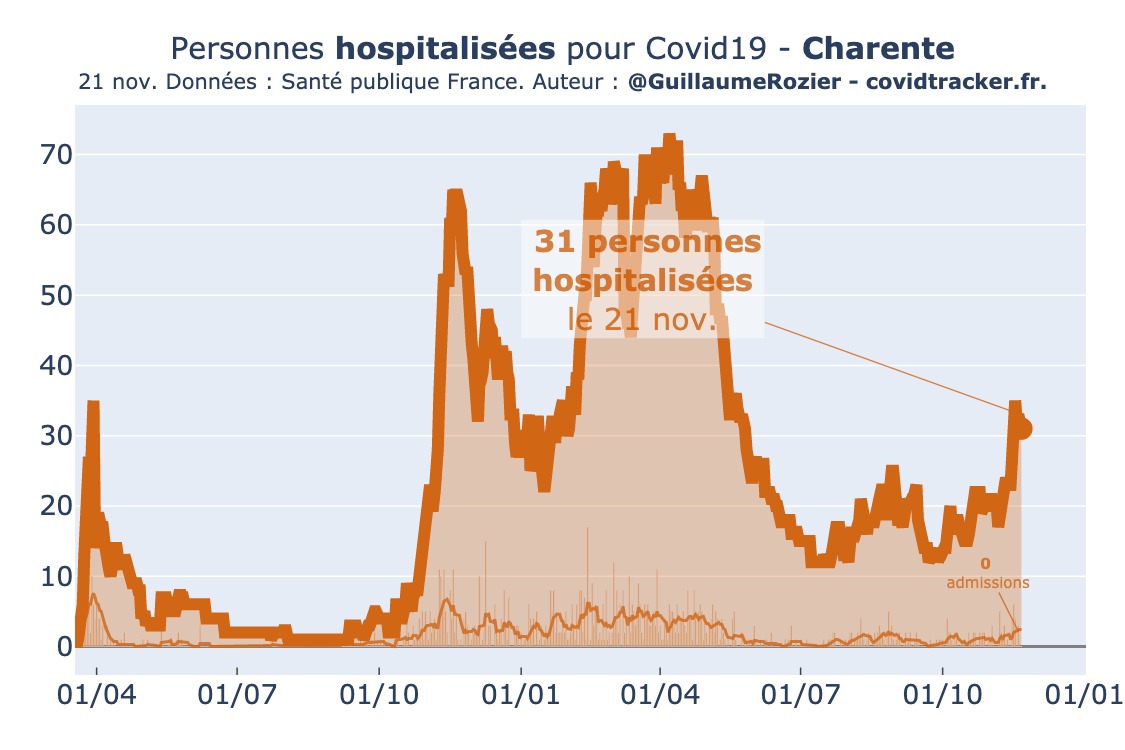 Personnes hospitalisées pour Covid19 - Charente
21 nov. Données : Santé publique France. Auteur : @GuillaumeRozier - covidtracker.fr.
70
60
50
40
30
20
10
0
31 personnes
hospitalisées
le 21 nov.
0
admissions
01/04
01/07
01/10
01/01
01/04
01/07
01/10
01/01